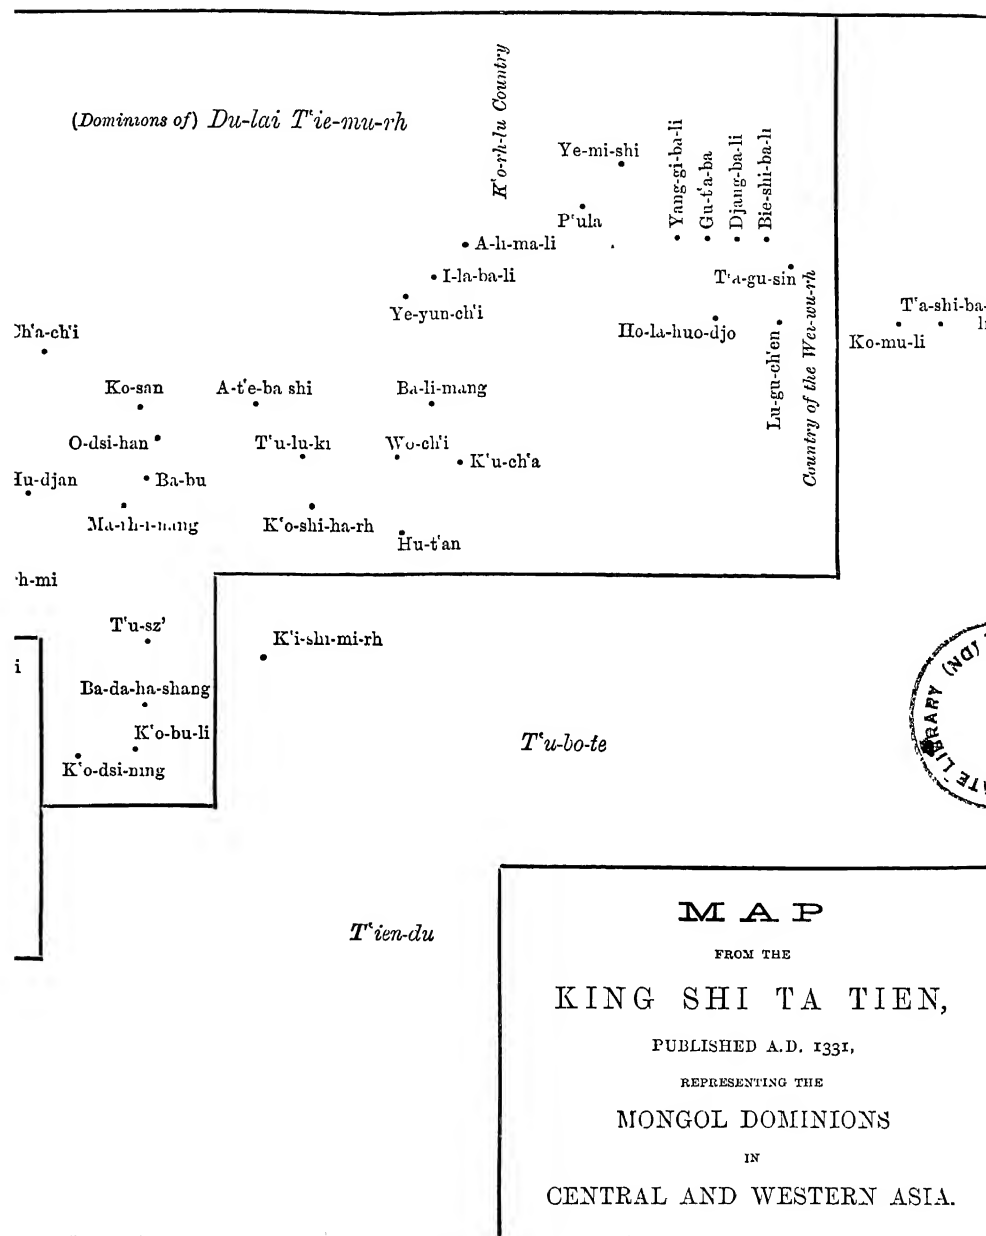 (Dominions of) Du-lai T‘ie-mu-rh
K‘o-rh-lu Country
Ye-mi-shi
Yang-gi-ba-li
Gu-t‘a-ba
Djang-ba-li
Bie-shi-ba-li
P‘ula
A-li-ma-li
I-la-ba-li
Ye-yun-ch‘i
T‘a-gu-sin
Ho-la-huo-djo
Lu-gu-ch‘en
Country of the Wei-wu-rh
T‘a-shi-ba-
li
Ko-mu-li
Ch‘a-ch‘i
Ko-san
A-t‘e-ba shi
Ba-li-mang
O-dsi-han
T‘u-lu-ki
Wo-ch‘i
K‘u-ch‘a
Hu-djan
Ba-bu
K‘o-shi-ha-rh
Hu-t‘an
h-mi
T‘u-sz’
K‘i-shi-mi-rh
i
Ba-da-ha-shang
K‘o-bu-li
K‘o-dsi-ning
T‘u-bo-te
T‘ien-du
MAP
FROM THE
KING SHI TA TIEN,
PUBLISHED A.D. 1331,
REPRESENTING THE
MONGOL DOMINIONS
IN
CENTRAL AND WESTERN ASIA.